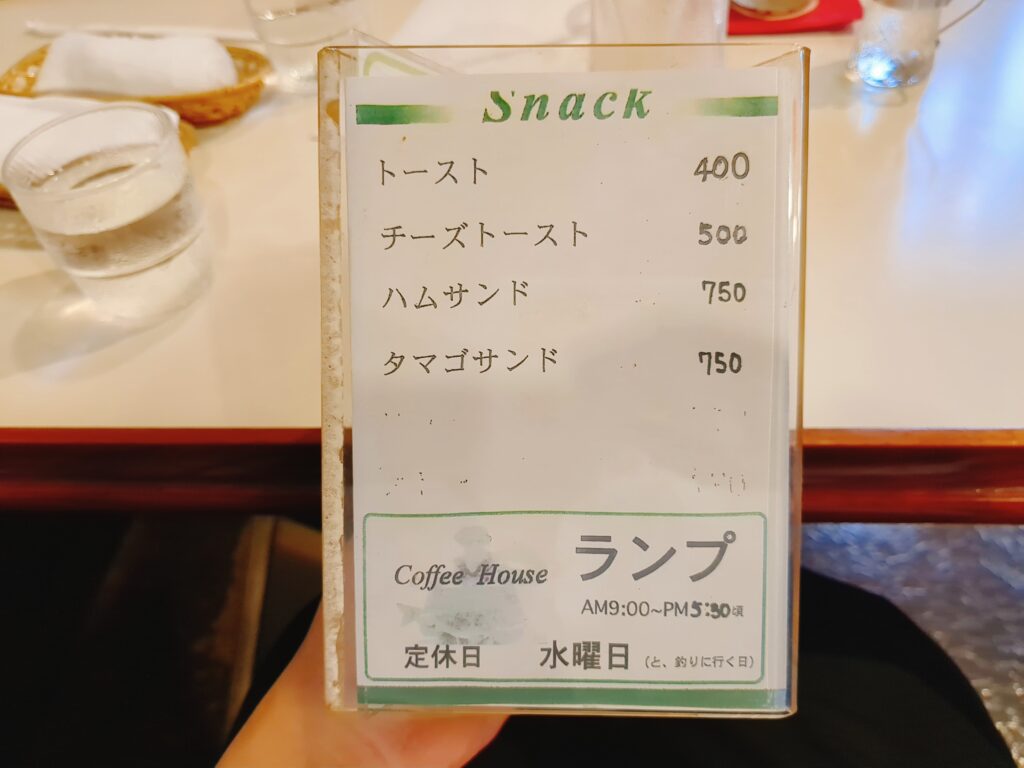 Snack
トースト 400
チーズトースト 500
ハムサンド 750
タマゴサンド 750
Coffee House ランプ
AM9:00~PM5:30頃
定休日 水曜日 (と、釣りに行く日)